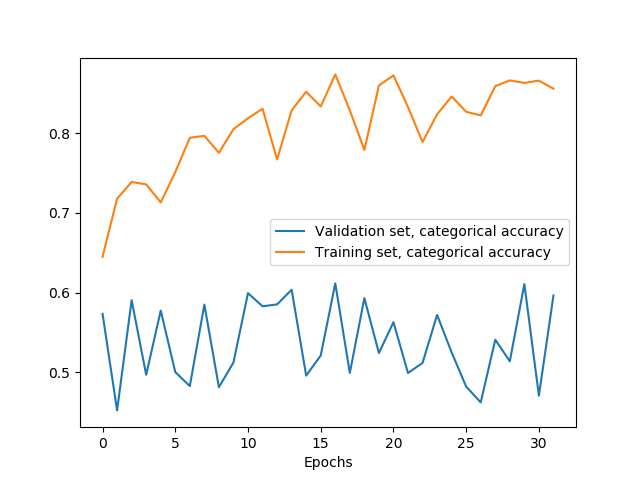 0.8
0.7
0.6
0.5
Validation set, categorical accuracy
Training set, categorical accuracy
0 5 10 15 20 25 30
Epochs